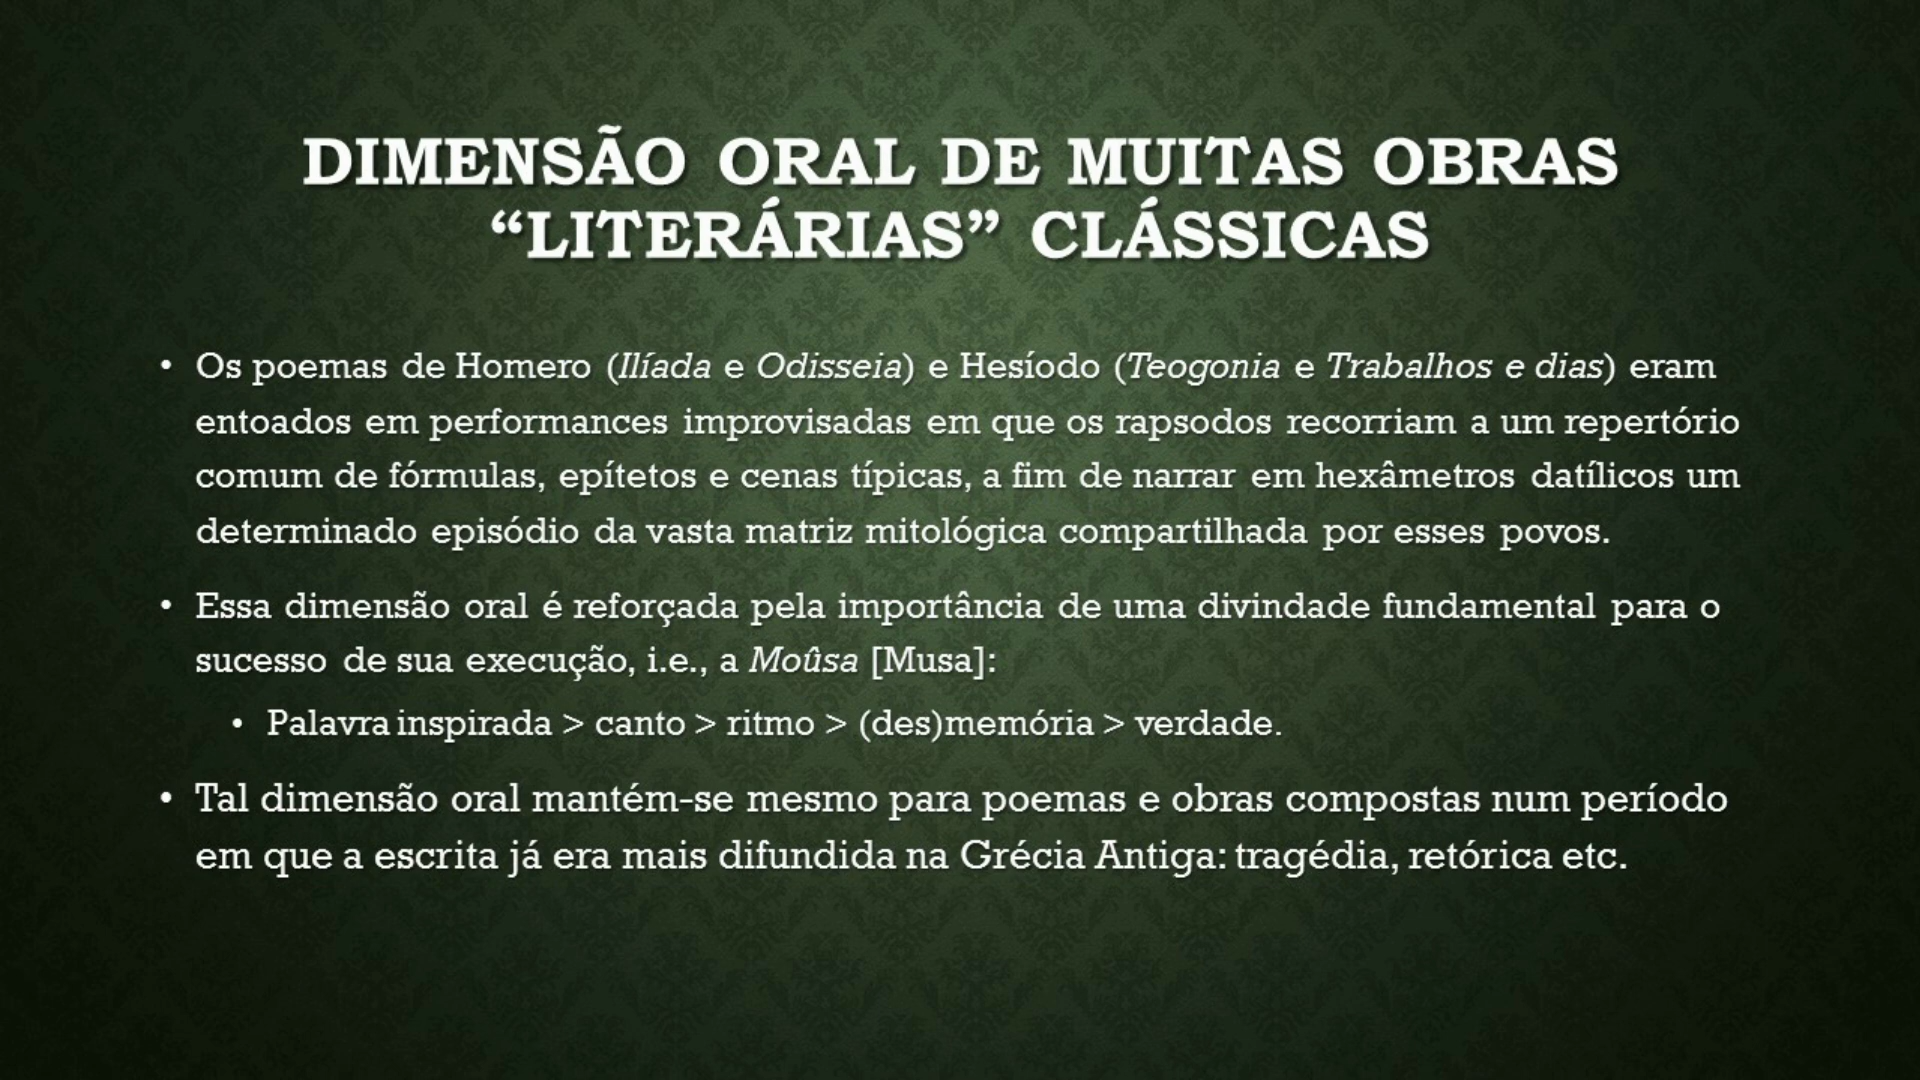 DIMENSÃO ORAL DE MUITAS OBRAS
“LITERÁRIAS” CLÁSSICAS
• Os poemas de Homero (Ilíada e Odisseia) e Hesíodo (Teogonia e Trabalhos e dias) eram
entoados em performances improvisadas em que os rapsodos recorriam a um repertório
comum de fórmulas, epítetos e cenas típicas, a fim de narrar em hexâmetros datílicos um
determinado episódio da vasta matriz mitológica compartilhada por esses povos.
• Essa dimensão oral é reforçada pela importância de uma divindade fundamental para o
sucesso de sua execução, i.e., a Moûsa [Musa]:
• Palavra inspirada > canto > ritmo > (des)memória > verdade.
• Tal dimensão oral mantém-se mesmo para poemas e obras compostas num período
em que a escrita já era mais difundida na Grécia Antiga: tragédia, retórica etc.